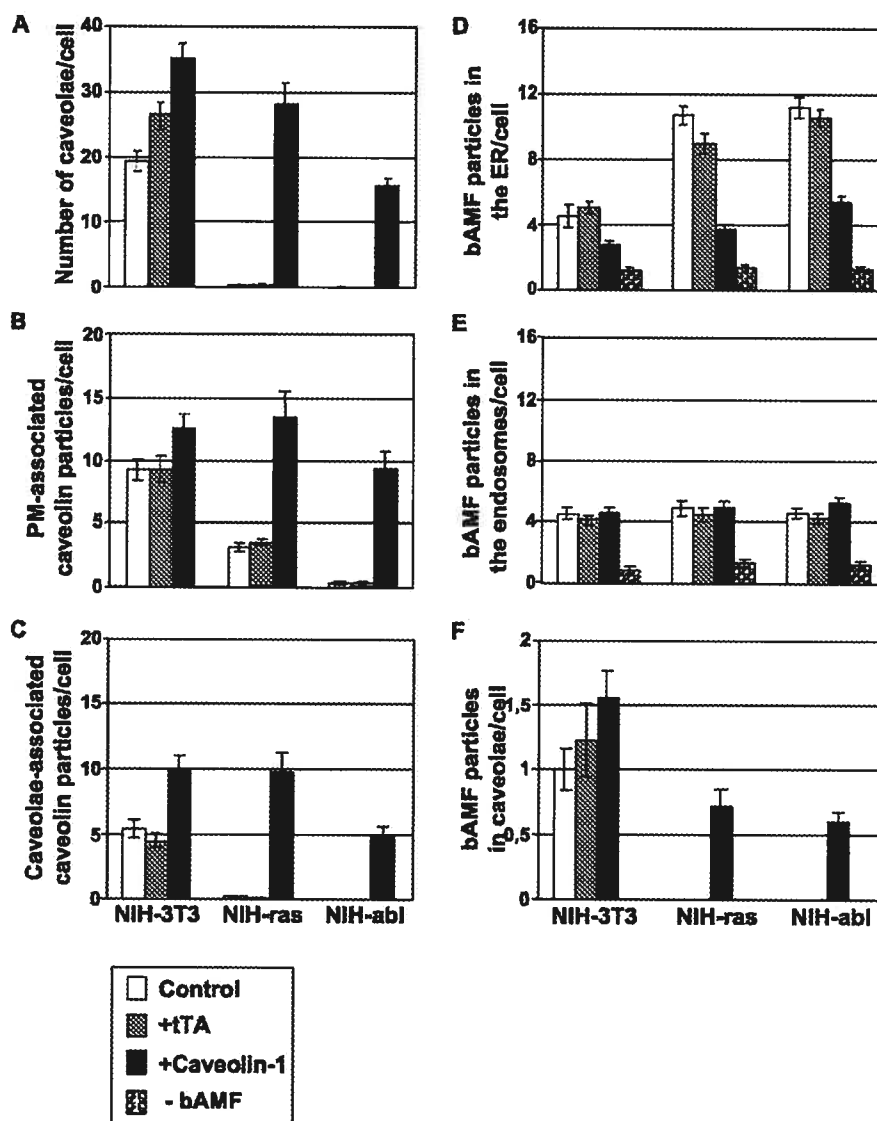 A
Number of caveolae/cell
40
30
20
10
0
B
PM-associated
caveolin particles/cell
20
15
10
5
0
C
Caveolae-associated
caveolin particles/cell
20
15
10
5
0
NIH-3T3 NIH-ras NIH-abl
D
bAMF particles in
the ER/cell
16
12
8
4
0
E
bAMF particles in
the endosomes/cell
16
12
8
4
0
F
bAMF particles
in caveolae/cell
2
1,5
1
0,5
0
NIH-3T3 NIH-ras NIH-abl
Control
+tTA
+Caveolin-1
- bAMF